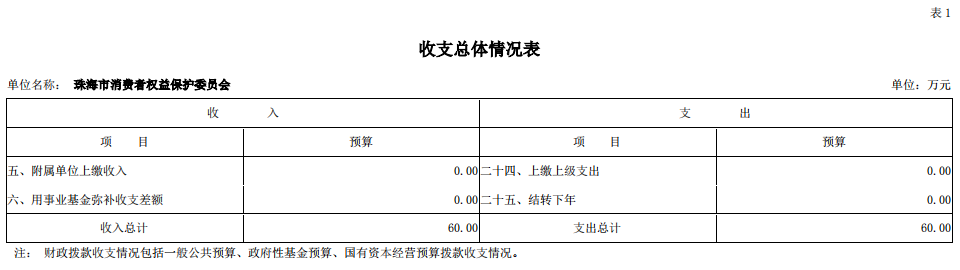 表 1
收支总体情况表
单位名称： 珠海市消费者权益保护委员会 单位：万元
收 入 支 出
项 目 预算 项 目 预算
五、附属单位上缴收入 0.00 二十四、上缴上级支出 0.00
六、用事业基金弥补收支差额 0.00 二十五、结转下年 0.00
收入总计 60.00 支出总计 60.00
注： 财政拨款收支情况包括一般公共预算、政府性基金预算、国有资本经营预算拨款收支情况。